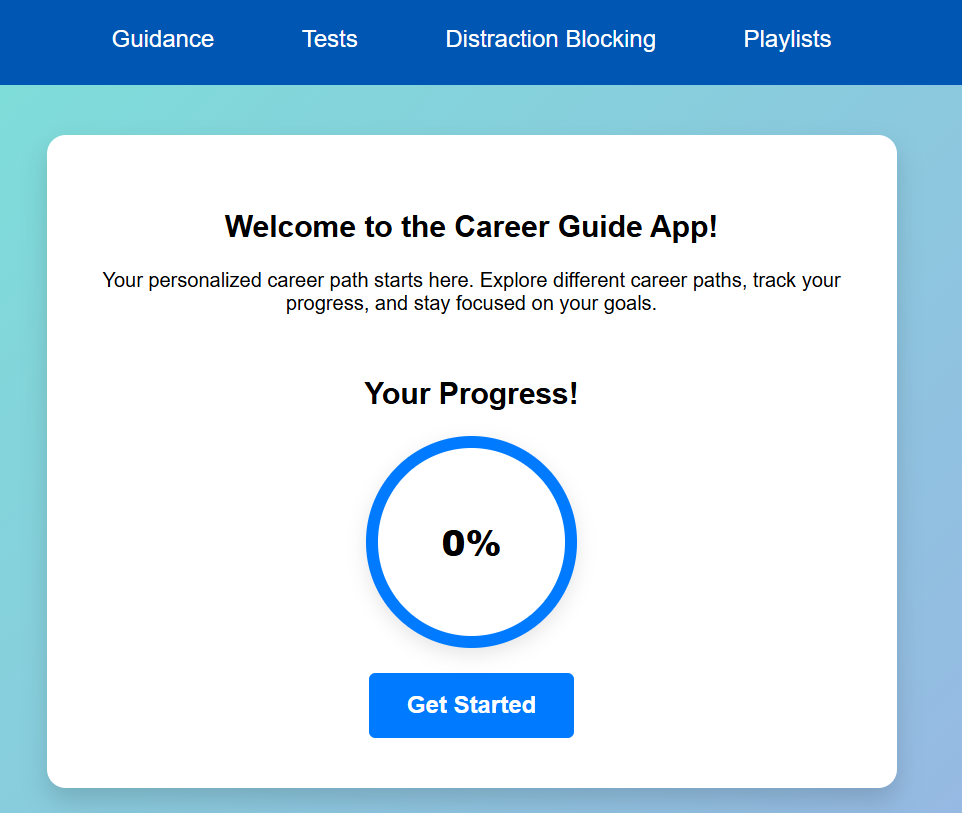 Guidance Tests Distraction Blocking Playlists
Welcome to the Career Guide App!
Your personalized career path starts here. Explore different career paths, track your
progress, and stay focused on your goals.
Your Progress!
0%
Get Started